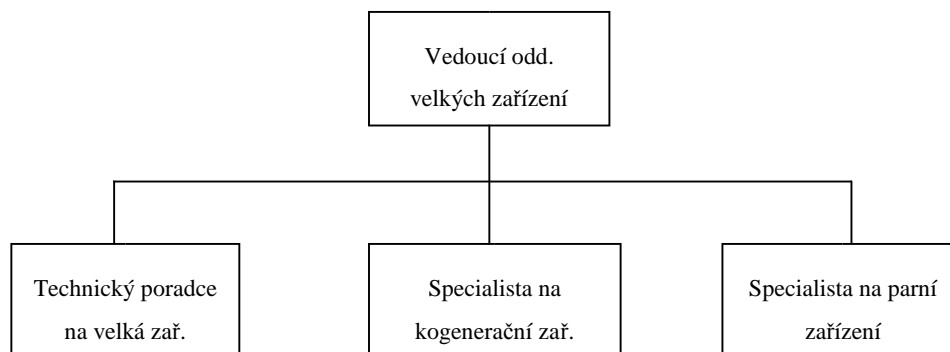 Vedoucí odd.
velkých zařízení
Technický poradce
na velká zař.
Specialista na
kogenerační zař.
Specialista na parní
zařízení